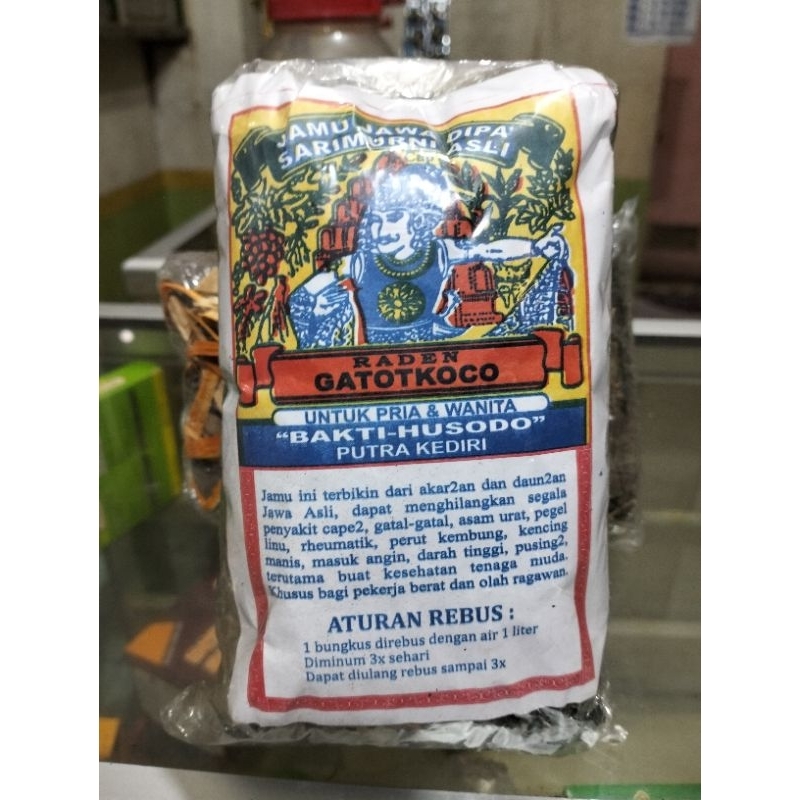 JAMU JAWA DIPA'
SARIMURNI ASLI
Cap
RADEN
GATOTKOCO
UNTUK PRIA & WANITA
"BAKTI-HUSODO"
PUTRA KEDIRI
Jamu ini terbikin dari akar2an dan daun2an
Jawa Asli, dapat menghilangkan segala
penyakit cape2, gatal-gatal, asam urat, pegel
linu, rheumatik, perut kembung, kencing
manis, masuk angin, darah tinggi, pusing2,
terutama buat kesehatan tenaga muda.
Khusus bagi pekerja berat dan olah ragawan.
ATURAN REBUS :
1 bungkus direbus dengan air 1 liter
Diminum 3x sehari
Dapat diulang rebus sampai 3x